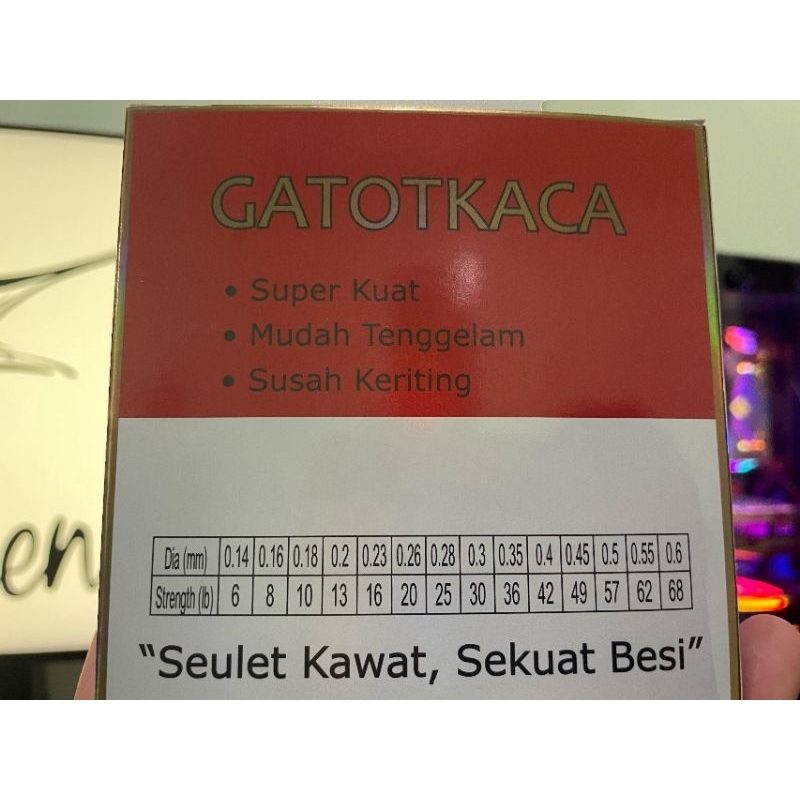 GATOTKACA
• Super Kuat
• Mudah Tenggelam
• Susah Keriting
Dia (mm) 0.14 0.16 0.18 0.2 0.23 0.26 0.28 0.3 0.35 0.4 0.45 0.5 0.55 0.6
Strength (lb) 6 8 10 13 16 20 25 30 36 42 49 57 62 68
“Seulet Kawat, Sekuat Besi”
en